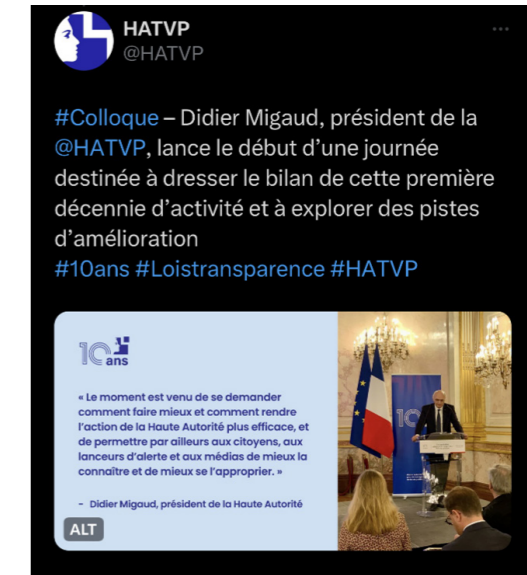 HATVP
@HATVP
#Colloque – Didier Migaud, président de la
@HATVP, lance le début d’une journée
destinée à dresser le bilan de cette première
décennie d’activité et à explorer des pistes
d’amélioration
#10ans #Loistransparence #HATVP
10
ans
« Le moment est venu de se demander
comment faire mieux et comment rendre
l’action de la Haute Autorité plus efficace, et
de permettre par ailleurs aux citoyens, aux
lanceurs d’alerte et aux médias de mieux la
connaître et de mieux se l’approprier. »
- Didier Migaud, président de la Haute Autorité
ALT
10